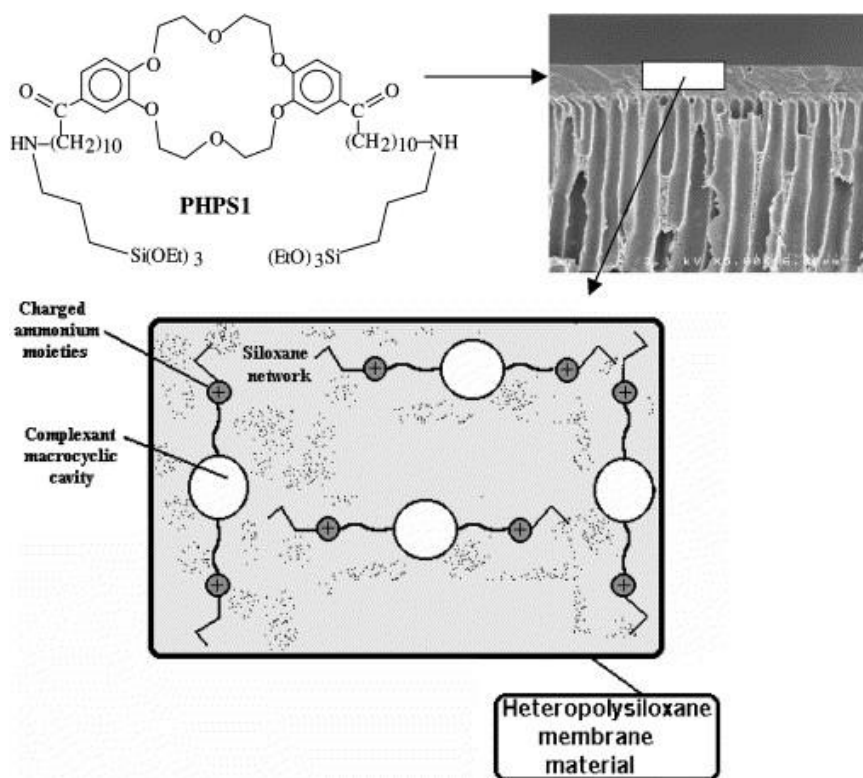 O O O
O O O
O O
O O
HN—(CH2)10 (CH2)10—NH
PHPS1
Si(OEt) 3 (EtO) 3Si
Charged
ammonium
moieties
Siloxane
network
Complexant
macrocyclic
cavity
+ + + +
+ +
+ +
Heteropolysiloxane
membrane
material